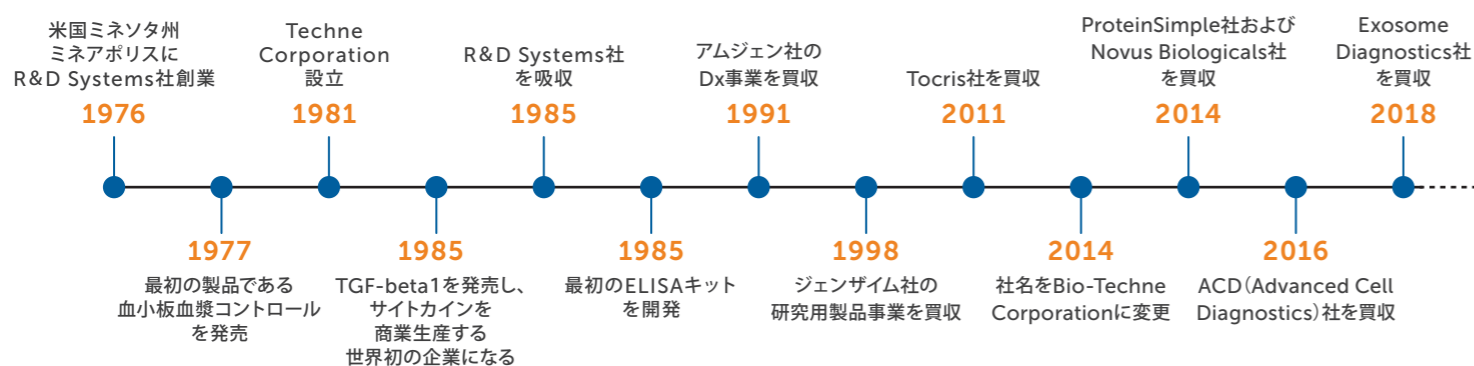 米国ミネソタ州
ミネアポリスに
R&D Systems社創業
1976
1977
最初の製品である
血小板血漿コントロール
を発売
Techne
Corporation
設立
1981
1985
TGF-beta1を発売し、
サイトカインを
商業生産する
世界初の企業になる
R&D Systems社
を吸収
1985
1985
最初のELISAキット
を開発
アムジェン社の
Dx事業を買収
1991
1998
ジェンザイム社の
研究用製品事業を買収
Tocris社を買収
2011
2014
社名をBio-Techne
Corporationに変更
ProteinSimple社および
Novus Biologicals社
を買収
2014
2016
ACD（Advanced Cell
Diagnostics）社を買収
Exosome
Diagnostics社
を買収
2018